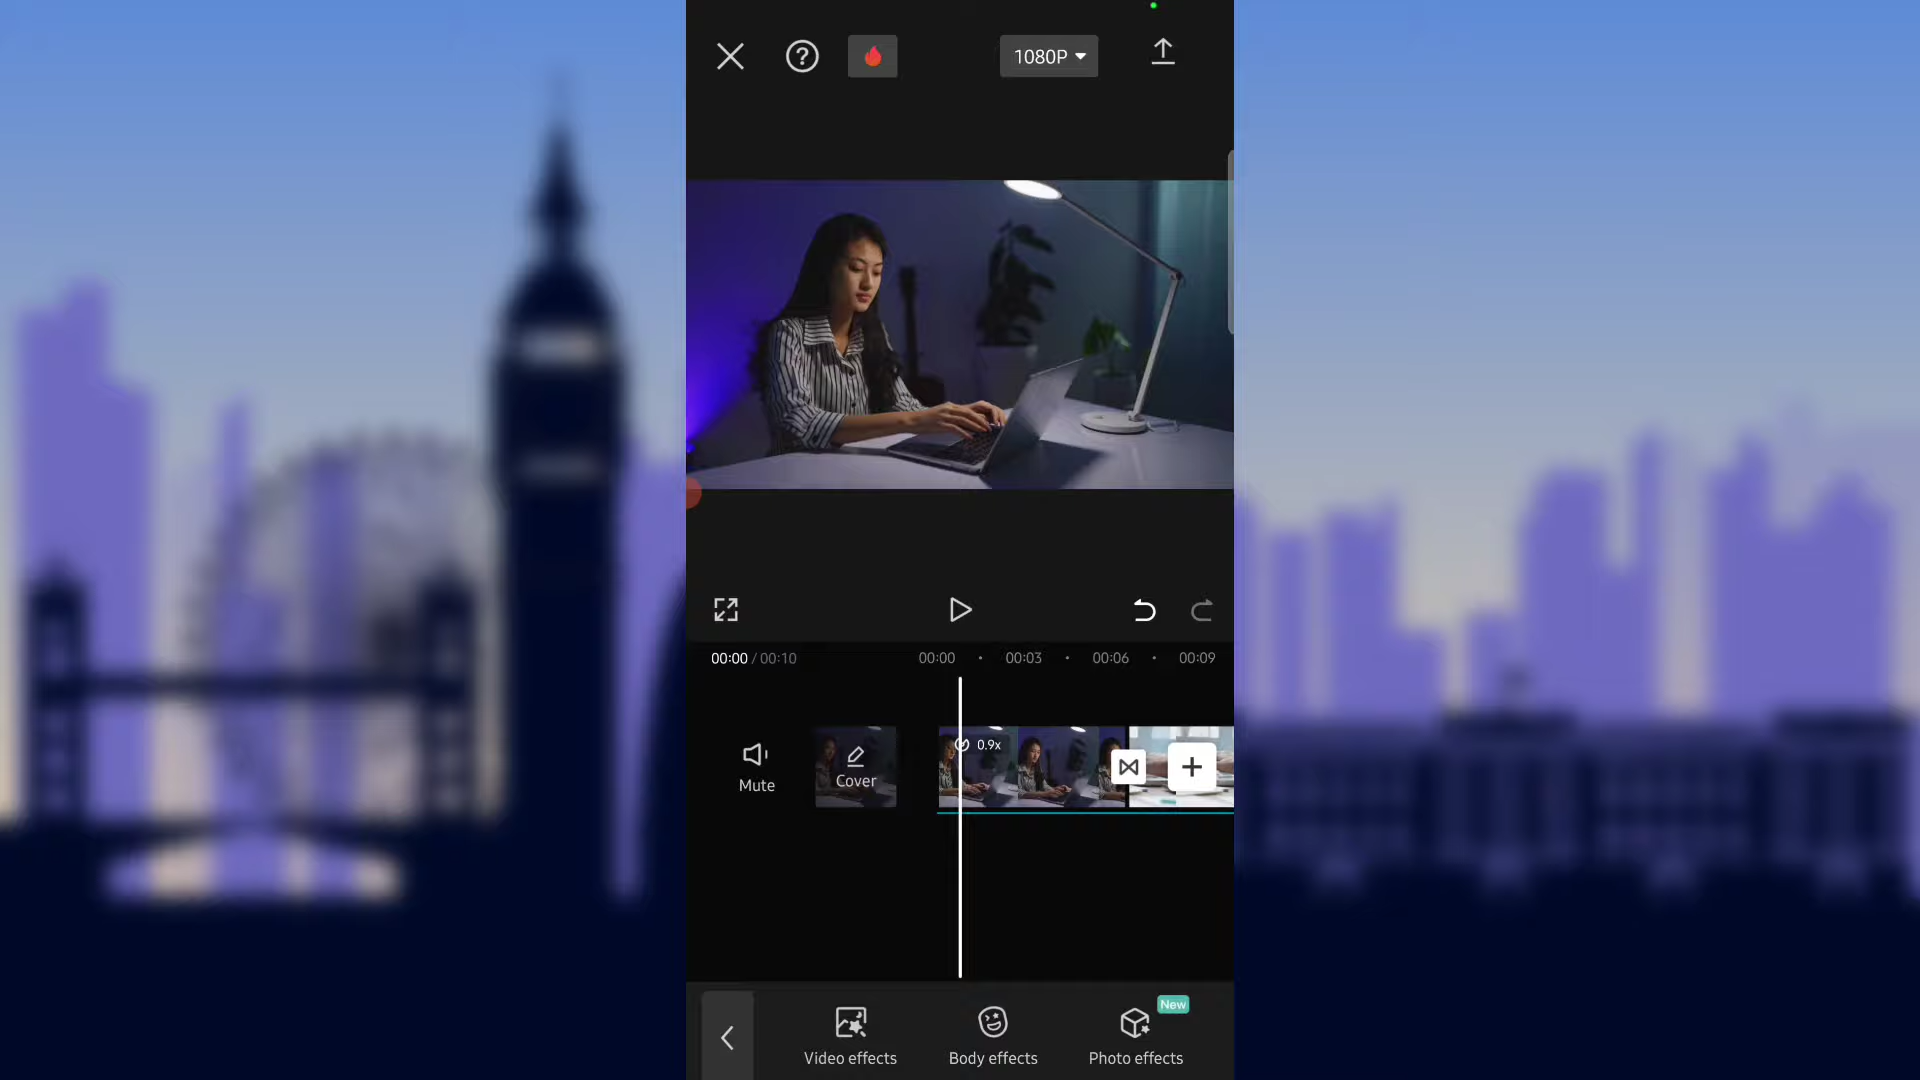 1080P
00:00 / 00:10
00:00
00:03
00:06
00:09
0.9x
Mute
Cover
New
Video effects
Body effects
Photo effects